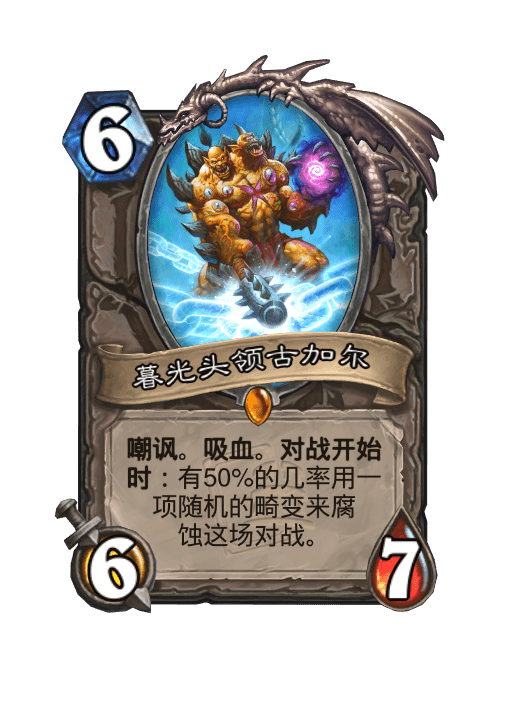 6
暮光头领古加尔
嘲讽。吸血。对战开始
时：有50%的几率用一
项随机的畸变来腐
蚀这场对战。
6
7